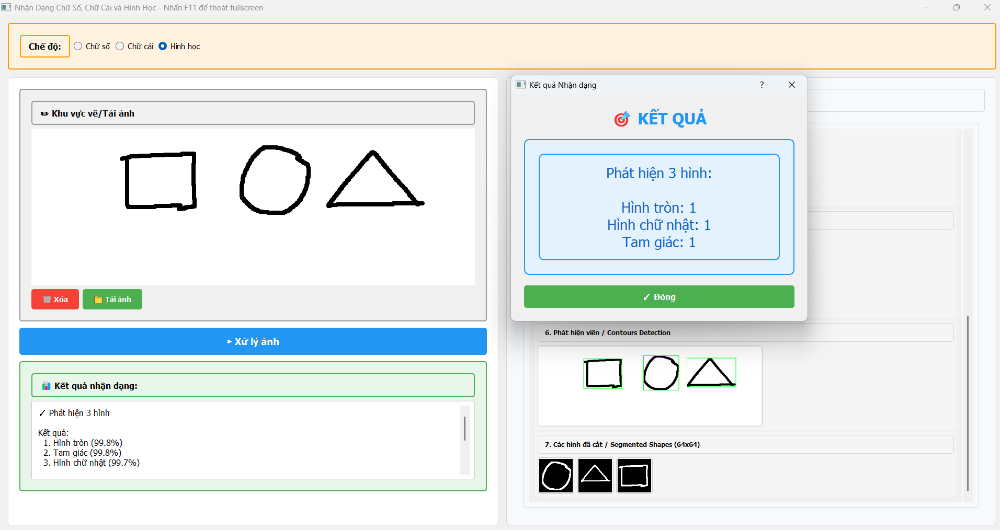 Nhận Dạng Chữ Số, Chữ Cái và Hình Học - Nhấn F11 để thoát fullscreen
Chế độ:
Chữ số
Chữ cái
Hình học
✏ Khu vực vẽ/Tải ảnh
Xóa
Tải ảnh
▶ Xử lý ảnh
Kết quả nhận dạng:
✓ Phát hiện 3 hình
Kết quả:
1. Hình tròn (99.8%)
2. Tam giác (99.8%)
3. Hình chữ nhật (99.7%)
Kết quả Nhận dạng
?
🎯 KẾT QUẢ
Phát hiện 3 hình:
Hình tròn: 1
Hình chữ nhật: 1
Tam giác: 1
✓ Đóng
6. Phát hiện viền / Contours Detection
7. Các hình đã cắt / Segmented Shapes (64x64)